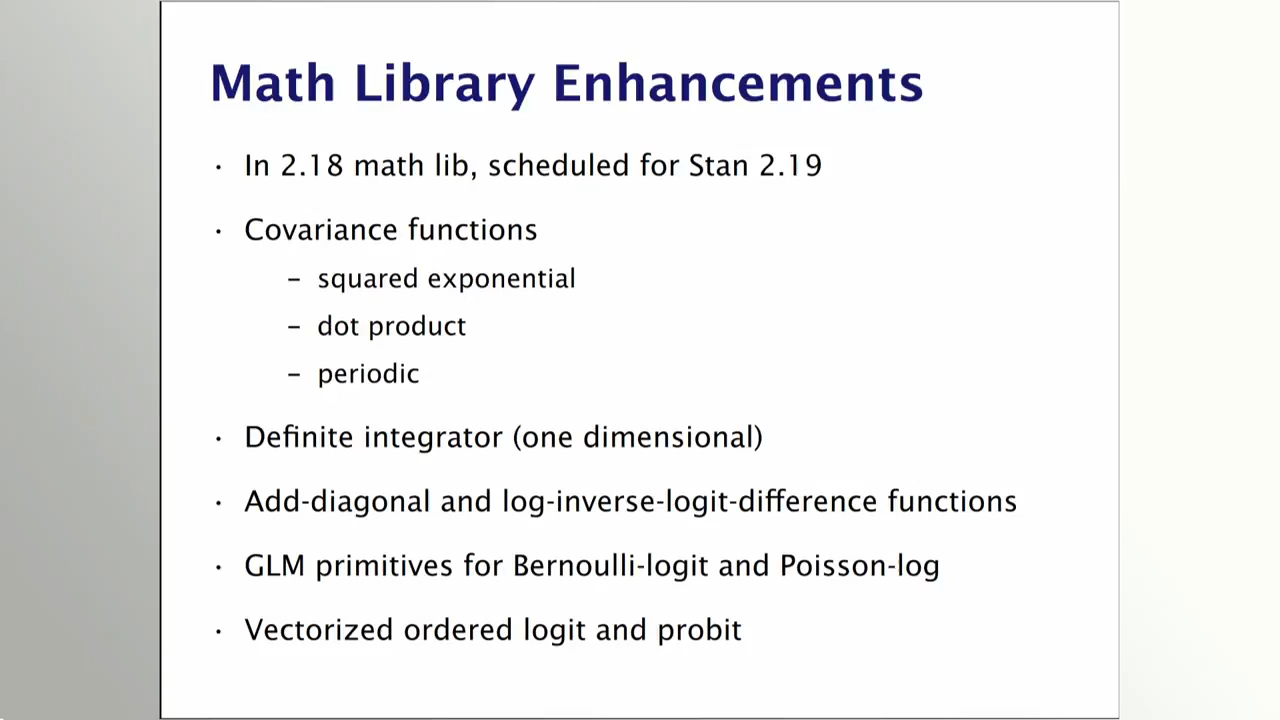 Math Library Enhancements
· In 2.18 math lib, scheduled for Stan 2.19
· Covariance functions
– squared exponential
– dot product
– periodic
· Definite integrator (one dimensional)
· Add-diagonal and log-inverse-logit-difference functions
· GLM primitives for Bernoulli-logit and Poisson-log
· Vectorized ordered logit and probit